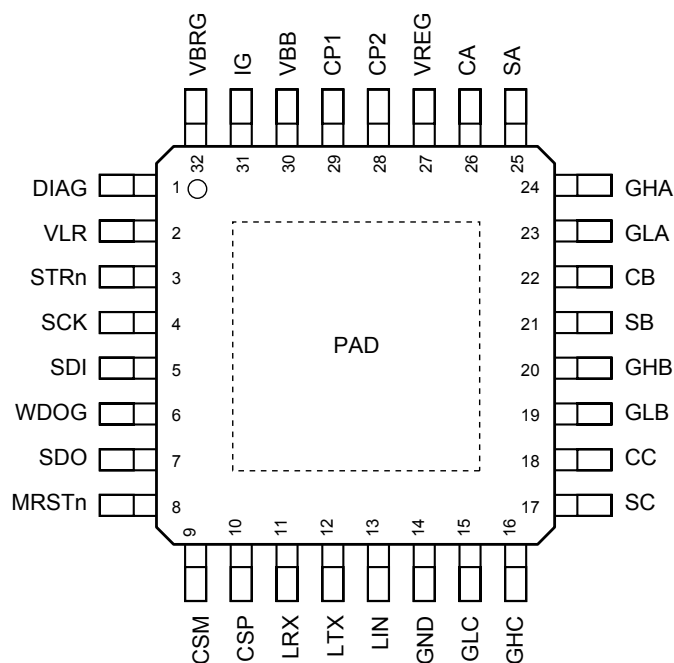 VBRG IG VBB CP1 CP2 VREG CA SA
32 31 30 29 28 27 26 25
DIAG 1 24 GHA
VLR 2 23 GLA
STRn 3 22 CB
SCK 4 21 SB
PAD
SDI 5 20 GHB
WDOG 6 19 GLB
SDO 7 18 CC
MRSTn 8 17 SC
9 10 11 12 13 14 15 16
CSM CSP LRX LTX LIN GND GLC GHC